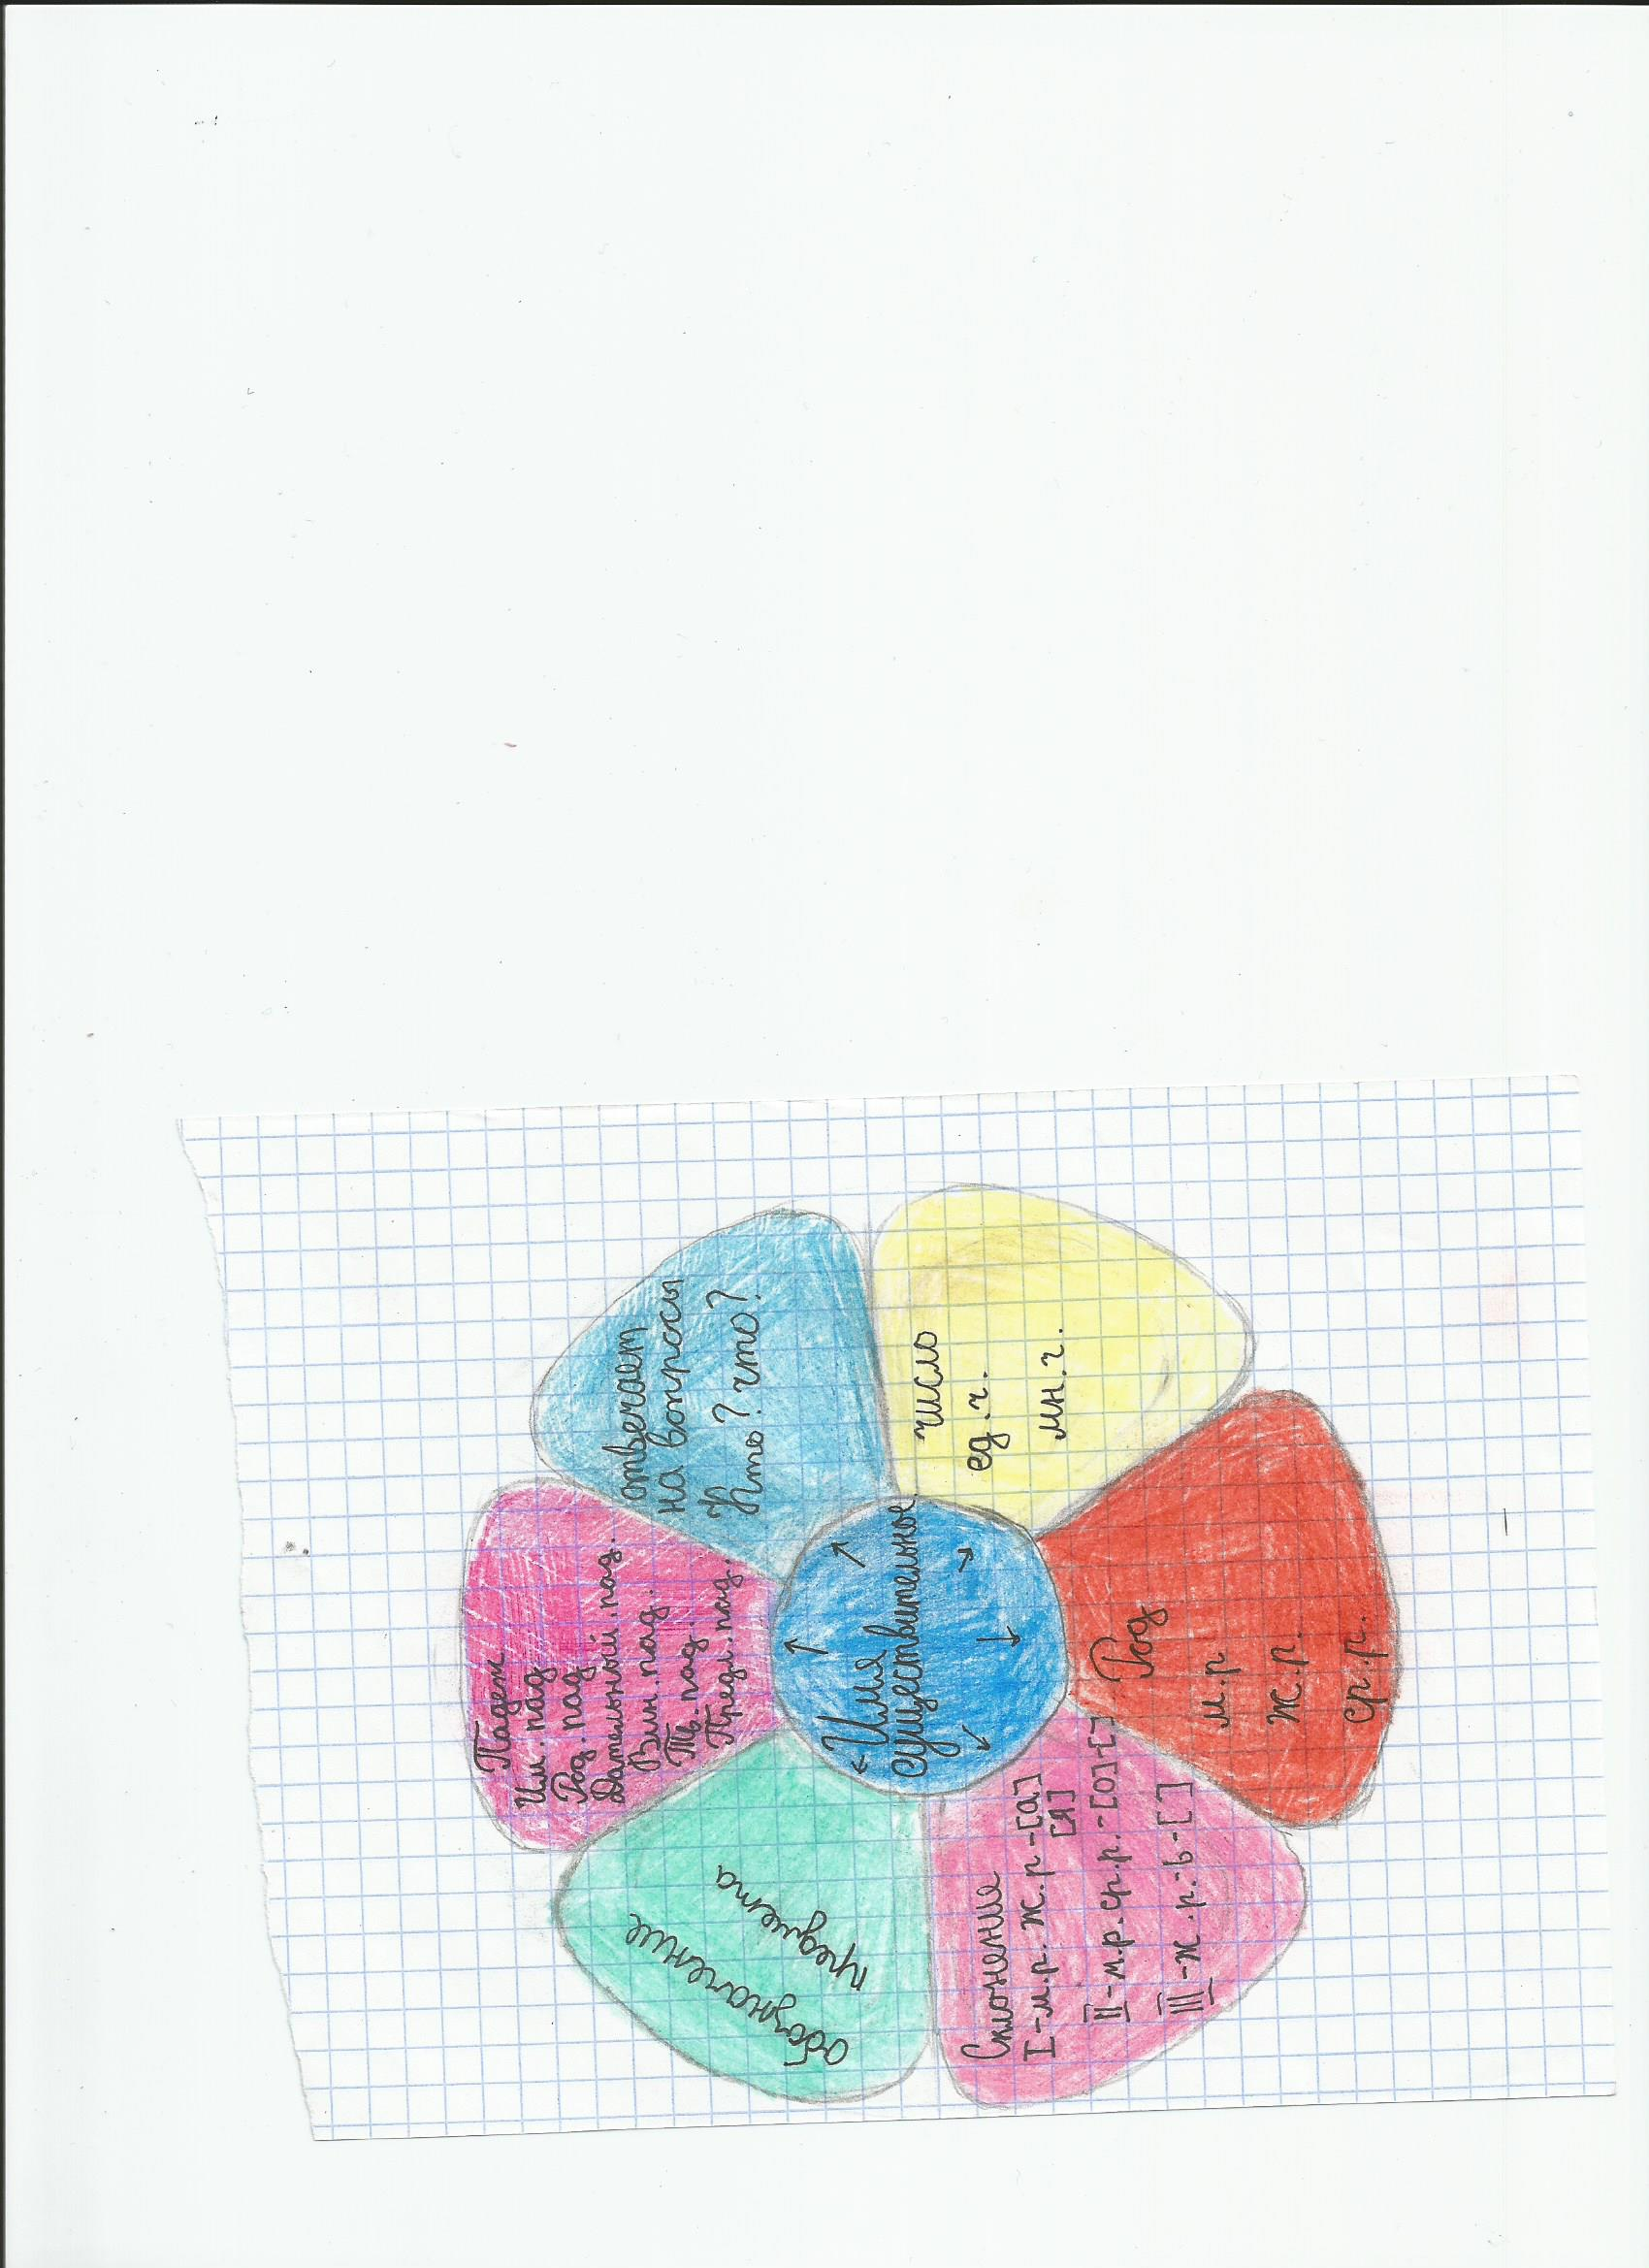 Имя
существительное
Падеж
Им. пад
Род. пад
Дательный. пад.
Вин. пад.
Тв. пад.
Предл. пад.
отвечает
на вопросы
Кто? что?
число
ед. ч.
мн. ч.
Род
м.р
ж.р.
ср.р.
Склонение
I-м.р. ж.р-[а]
[я]
II-м.р. ср.р.-[о]-[ ]
III-ж.р.-ь-[ ]
обозначение
предмета